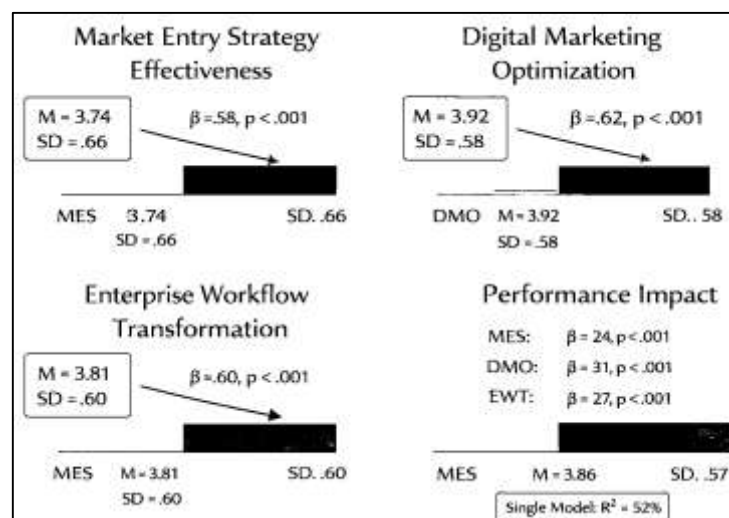 Market Entry Strategy
Effectiveness
M = 3.74
SD = .66
β =.58, p < .001
MES 3.74 SD. .66
SD = .66
Digital Marketing
Optimization
M = 3.92
SD = .58
β =.62, p < .001
DMO M = 3.92 SD. . 58
SD = .58
Enterprise Workflow
Transformation
M = 3.81
SD = .60
β =.60, p < .001
MES M = 3.81 SD. .60
SD = .60
Performance Impact
MES: β = 24, p < .001
DMO: β = 31, p < .001
EWT: β = 27, p < .001
MES M = 3.86 SD. .57
Single Model: R² = 52%